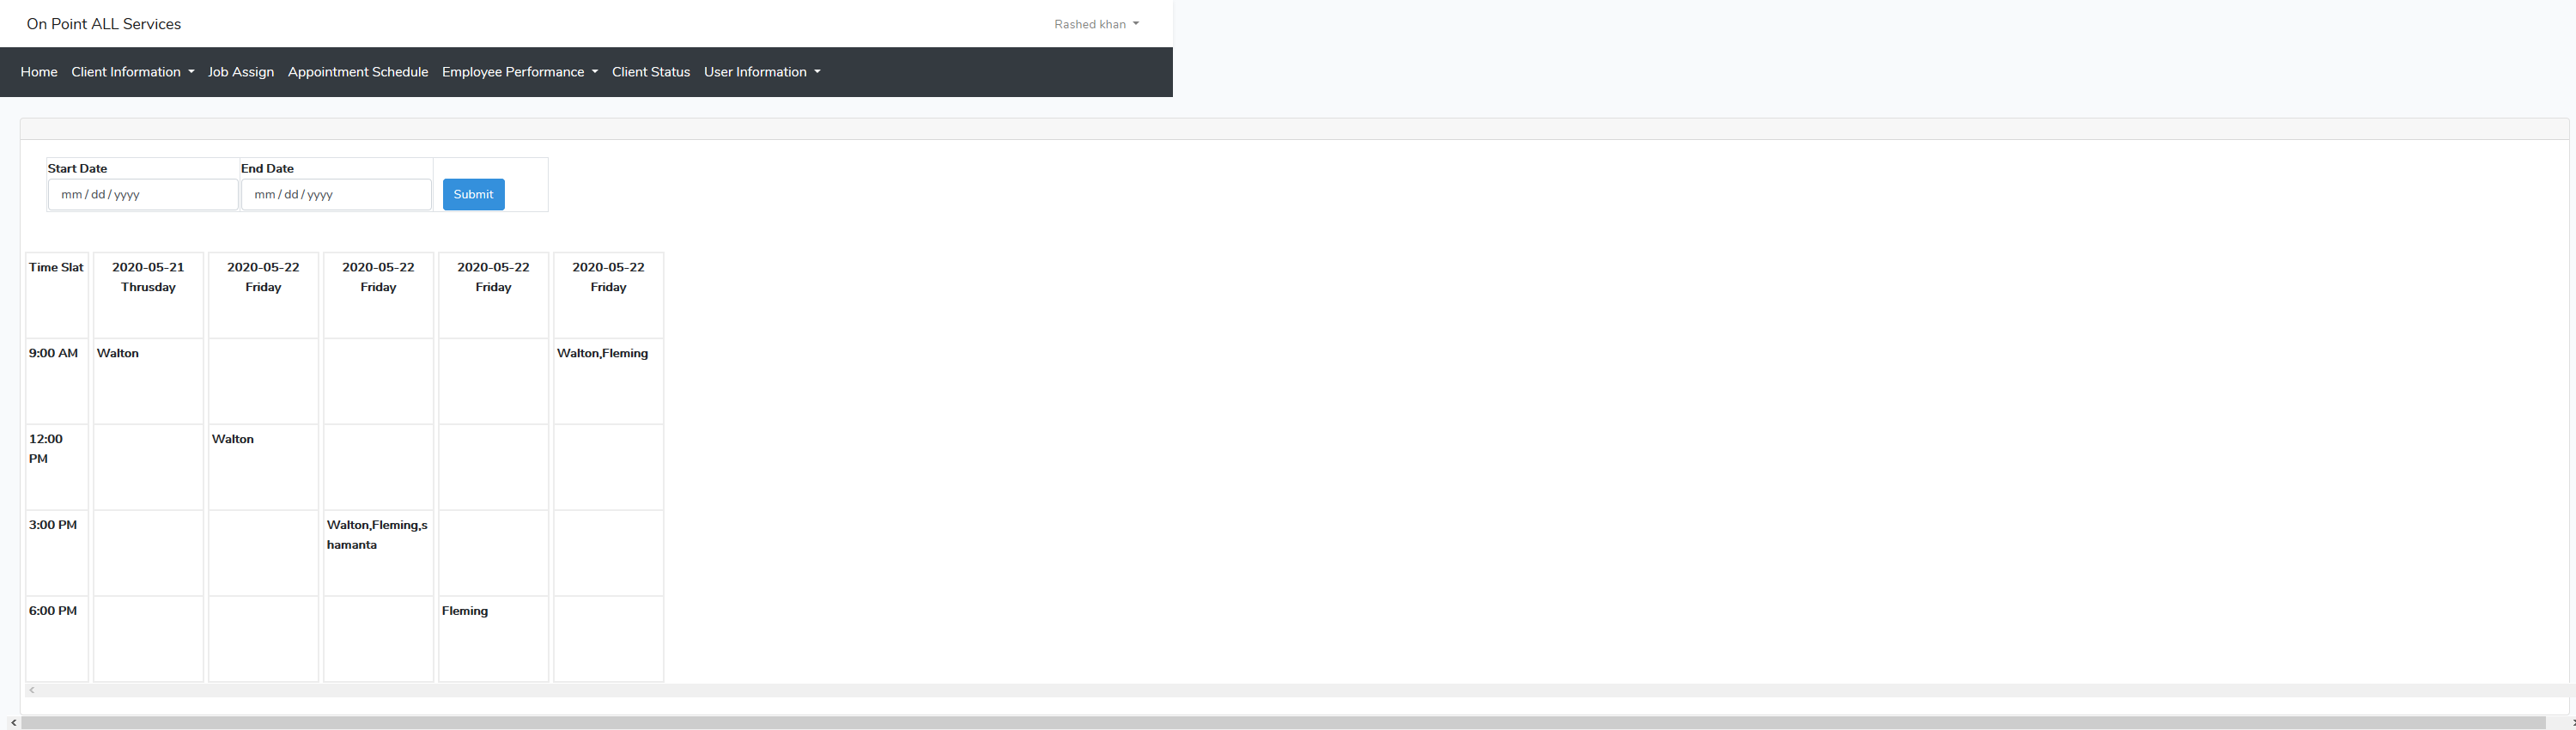 On Point ALL Services
Rashed khan
Home Client Information Job Assign Appointment Schedule Employee Performance Client Status User Information
Start Date End Date
mm/dd/yyyy mm/dd/yyyy Submit
Time Slat 2020-05-21 2020-05-22 2020-05-22 2020-05-22 2020-05-22
Thrusday Friday Friday Friday Friday
9:00 AM Walton Walton,Fleming
12:00 Walton
PM
3:00 PM Walton,Fleming,s
hamanta
6:00 PM Fleming